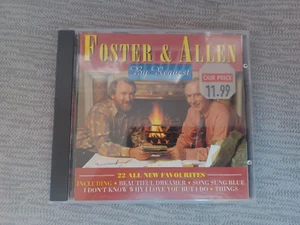 FOSTER & ALLEN
By Request
OUR PRICE
11.99
22 ALL NEW FAVOURITES
INCLUDING • BEAUTIFUL DREAMER • SONG SUNG BLUE
I DON'T KNOW WHY I LOVE YOU BUT I DO • THINGS